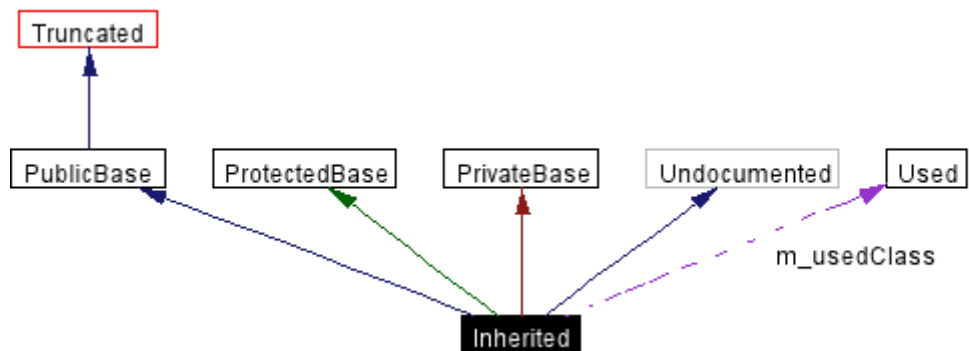 Truncated
PublicBase
ProtectedBase
PrivateBase
Undocumented
Used
m_usedClass
Inherited